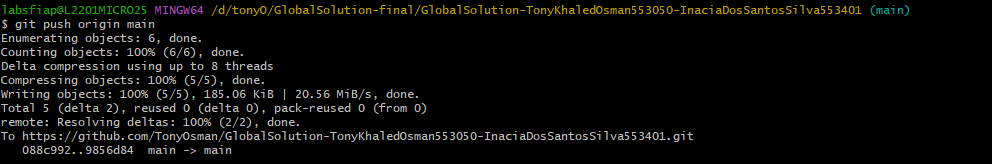 labsfiap@L2201MICRO25 MINGW64 /d/tonyO/GlobalSolution-final/GlobalSolution-TonyKhaledOsman553050-InaciaDosSantosSilva553401 (main)
$ git push origin main
Enumerating objects: 6, done.
Counting objects: 100% (6/6), done.
Delta compression using up to 8 threads
Compressing objects: 100% (5/5), done.
Writing objects: 100% (5/5), 185.06 KiB | 20.56 MiB/s, done.
Total 5 (delta 2), reused 0 (delta 0), pack-reused 0 (from 0)
remote: Resolving deltas: 100% (2/2), done.
To https://github.com/TonyOsman/GlobalSolution-TonyKhaledOsman553050-InaciaDosSantosSilva553401.git
   088c992..9856d84  main -> main